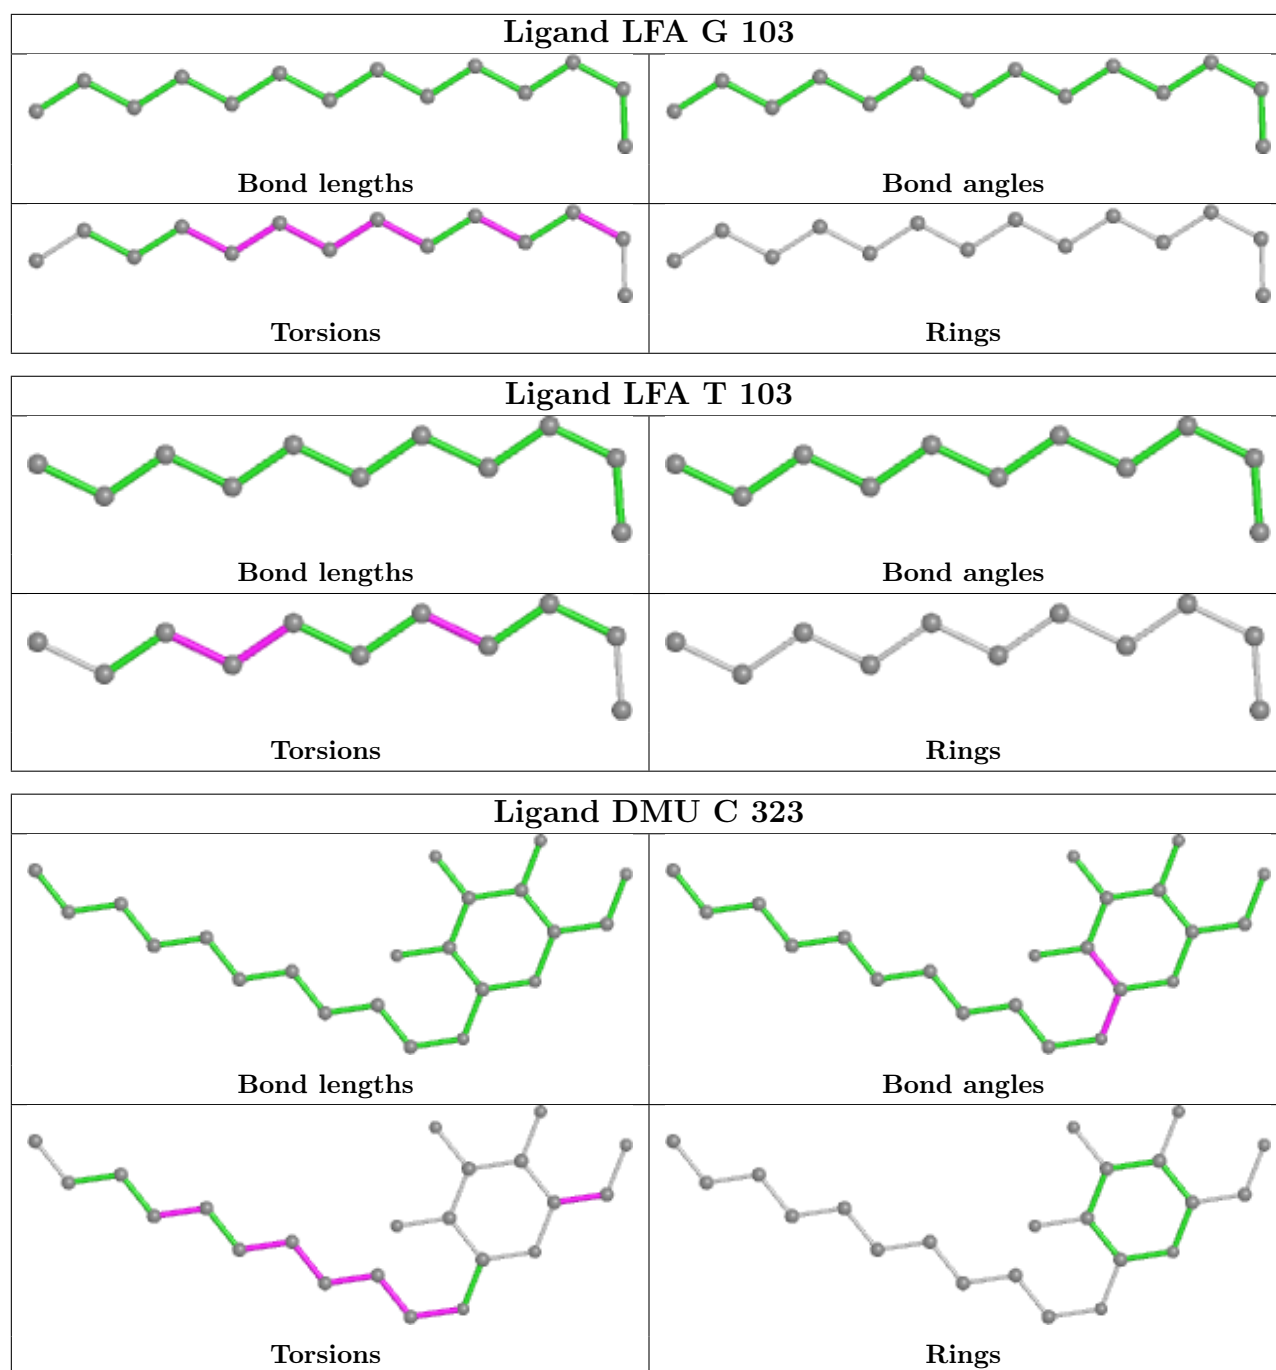 Ligand LFA G 103
Bond lengths
Bond angles
Torsions
Rings
Ligand LFA T 103
Bond lengths
Bond angles
Torsions
Rings
Ligand DMU C 323
Bond lengths
Bond angles
Torsions
Rings